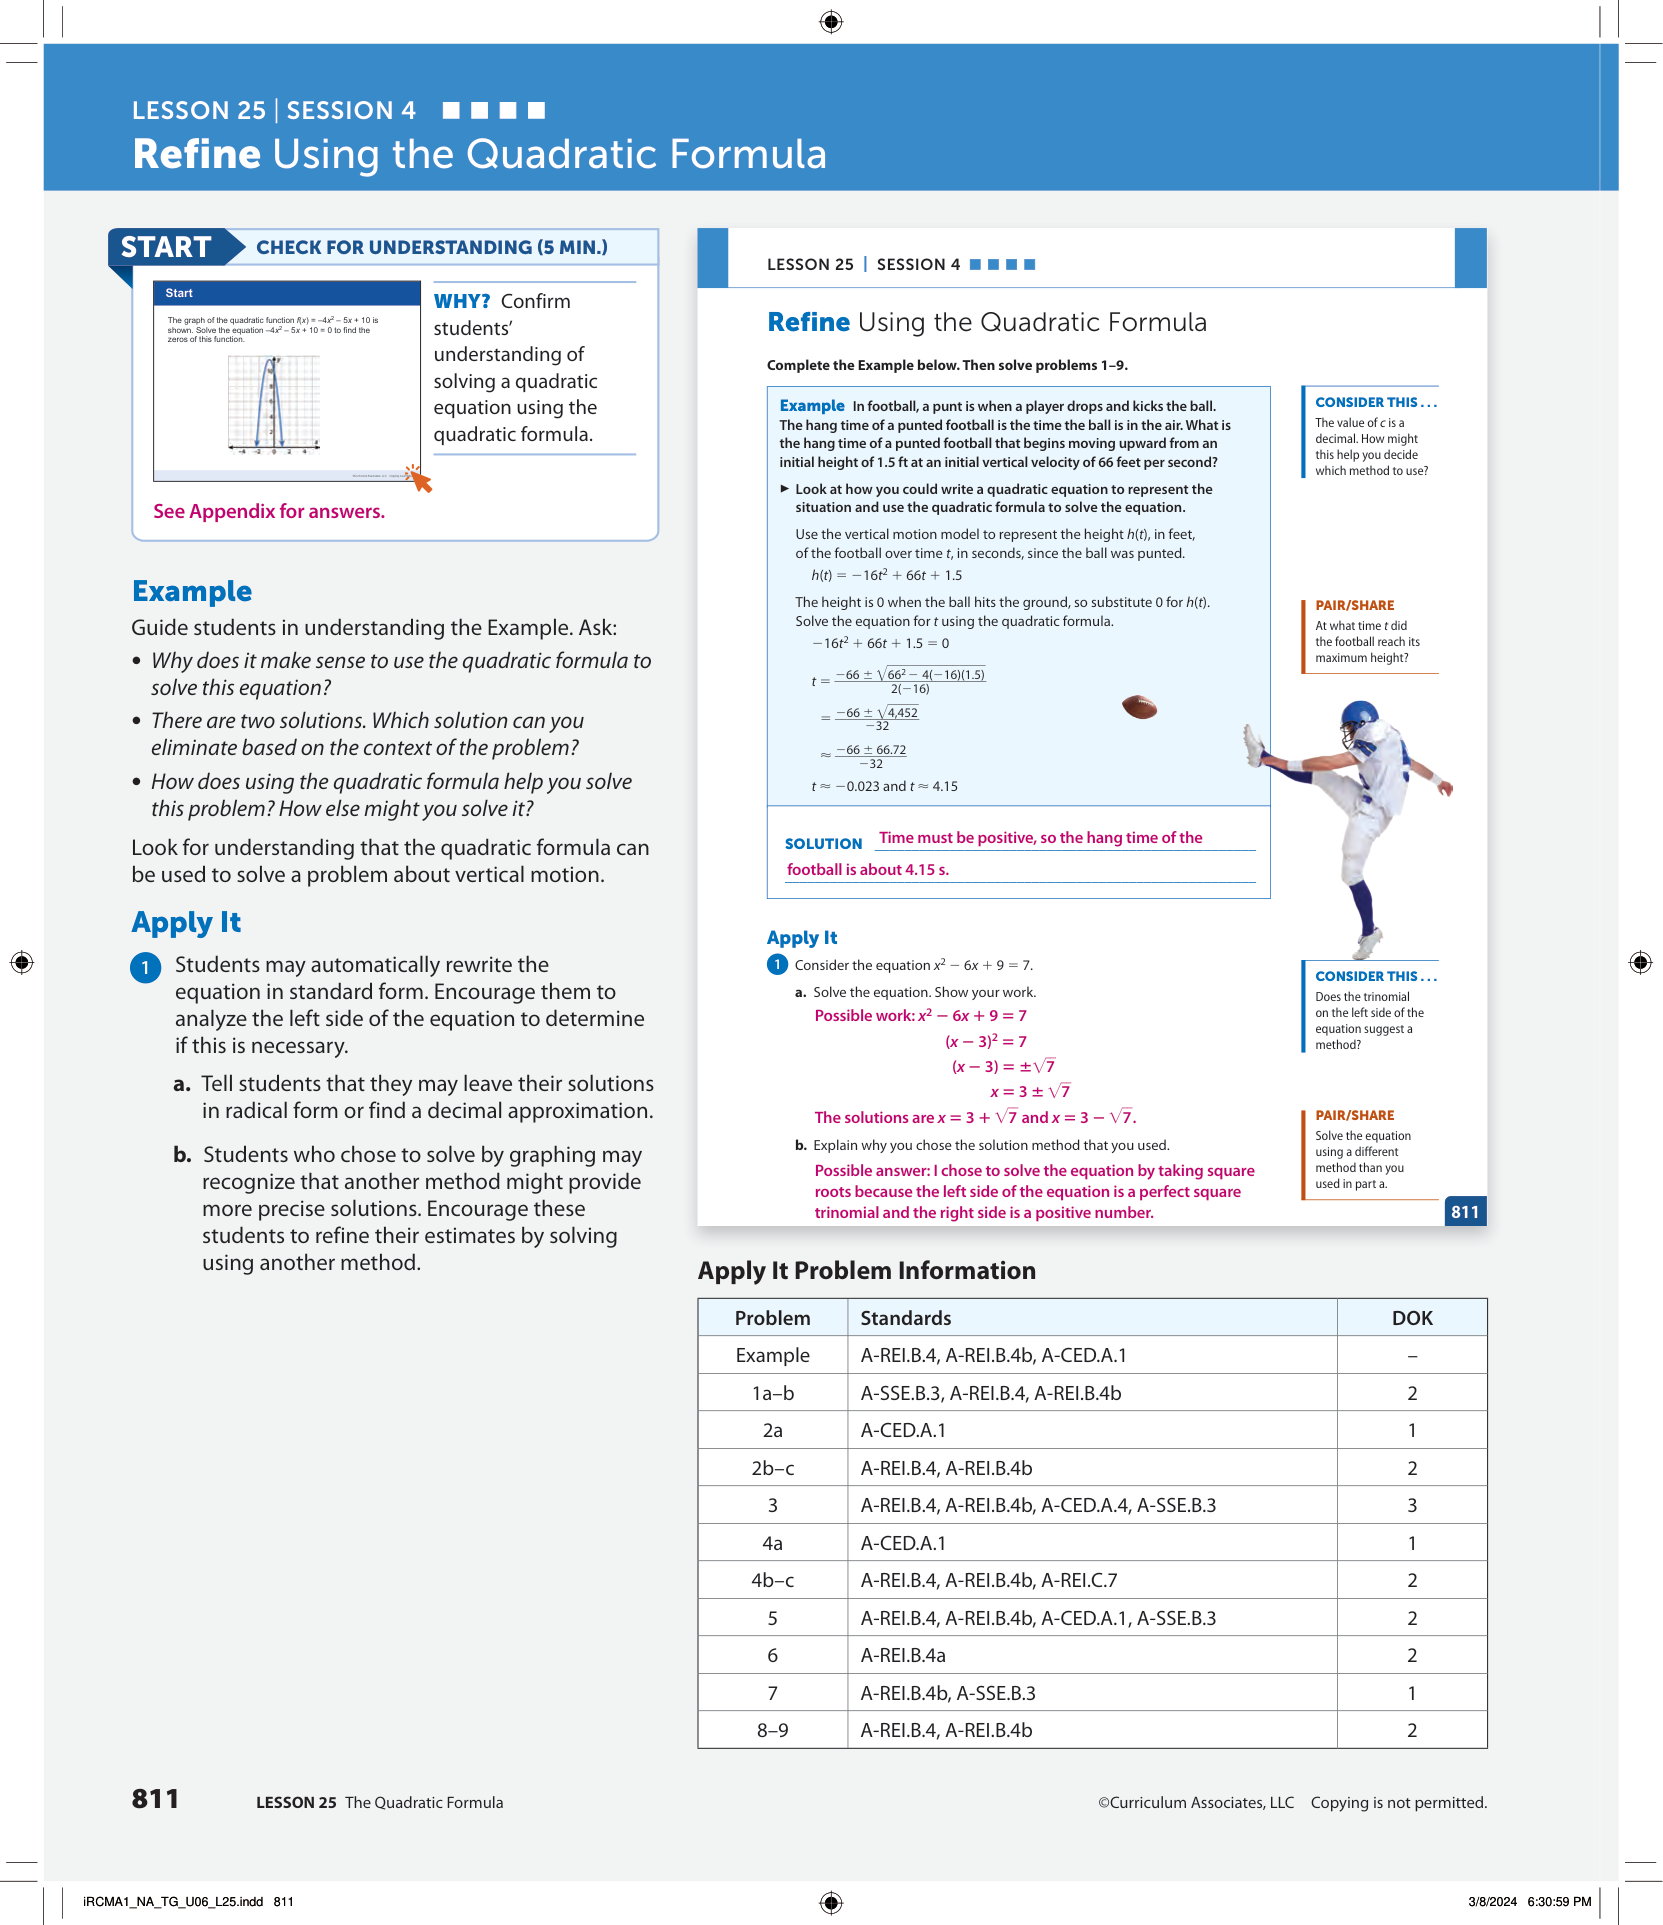 LESSON 25 | SESSION 4
Refine Using the Quadratic Formula
START
CHECK FOR UNDERSTANDING (5 MIN.)
Start
The graph of the quadratic function f(x) = –4x² – 5x + 10 is
shown. Solve the equation –4x² – 5x + 10 = 0 to find the
zeros of this function.
WHY? Confirm
students’
understanding of
solving a quadratic
equation using the
quadratic formula.
See Appendix for answers.
Example
Guide students in understanding the Example. Ask:
• Why does it make sense to use the quadratic formula to
solve this equation?
• There are two solutions. Which solution can you
eliminate based on the context of the problem?
• How does using the quadratic formula help you solve
this problem? How else might you solve it?
Look for understanding that the quadratic formula can
be used to solve a problem about vertical motion.
Apply It
1 Students may automatically rewrite the
equation in standard form. Encourage them to
analyze the left side of the equation to determine
if this is necessary.
a. Tell students that they may leave their solutions
in radical form or find a decimal approximation.
b. Students who chose to solve by graphing may
recognize that another method might provide
more precise solutions. Encourage these
students to refine their estimates by solving
using another method.
LESSON 25 | SESSION 4
Refine Using the Quadratic Formula
Complete the Example below. Then solve problems 1–9.
Example In football, a punt is when a player drops and kicks the ball.
The hang time of a punted football is the time the ball is in the air. What is
the hang time of a punted football that begins moving upward from an
initial height of 1.5 ft at an initial vertical velocity of 66 feet per second?
▶ Look at how you could write a quadratic equation to represent the
situation and use the quadratic formula to solve the equation.
Use the vertical motion model to represent the height h(t), in feet,
of the football over time t, in seconds, since the ball was punted.
h(t) = −16t² + 66t + 1.5
The height is 0 when the ball hits the ground, so substitute 0 for h(t).
Solve the equation for t using the quadratic formula.
−16t² + 66t + 1.5 = 0
t = (−66 ± √(66² − 4(−16)(1.5))) / 2(−16)
= (−66 ± √4,452) / −32
≈ (−66 ± 66.72) / −32
t ≈ −0.023 and t ≈ 4.15
SOLUTION Time must be positive, so the hang time of the
football is about 4.15 s.
CONSIDER THIS . . .
The value of c is a
decimal. How might
this help you decide
which method to use?
PAIR/SHARE
At what time t did
the football reach its
maximum height?
Apply It
1 Consider the equation x² − 6x + 9 = 7.
a. Solve the equation. Show your work.
Possible work: x² − 6x + 9 = 7
(x − 3)² = 7
(x − 3) = ±√7
x = 3 ± √7
The solutions are x = 3 + √7 and x = 3 − √7.
b. Explain why you chose the solution method that you used.
Possible answer: I chose to solve the equation by taking square
roots because the left side of the equation is a perfect square
trinomial and the right side is a positive number.
CONSIDER THIS . . .
Does the trinomial
on the left side of the
equation suggest a
method?
PAIR/SHARE
Solve the equation
using a different
method than you
used in part a.
811
Apply It Problem Information
Problem Standards DOK
Example A-REI.B.4, A-REI.B.4b, A-CED.A.1 –
1a–b A-SSE.B.3, A-REI.B.4, A-REI.B.4b 2
2a A-CED.A.1 1
2b–c A-REI.B.4, A-REI.B.4b 2
3 A-REI.B.4, A-REI.B.4b, A-CED.A.4, A-SSE.B.3 3
4a A-CED.A.1 1
4b–c A-REI.B.4, A-REI.B.4b, A-REI.C.7 2
5 A-REI.B.4, A-REI.B.4b, A-CED.A.1, A-SSE.B.3 2
6 A-REI.B.4a 2
7 A-REI.B.4b, A-SSE.B.3 1
8–9 A-REI.B.4, A-REI.B.4b 2
811 LESSON 25 The Quadratic Formula
©Curriculum Associates, LLC Copying is not permitted.
iRCMA1_NA_TG_U06_L25.indd 811
3/8/2024 6:30:59 PM